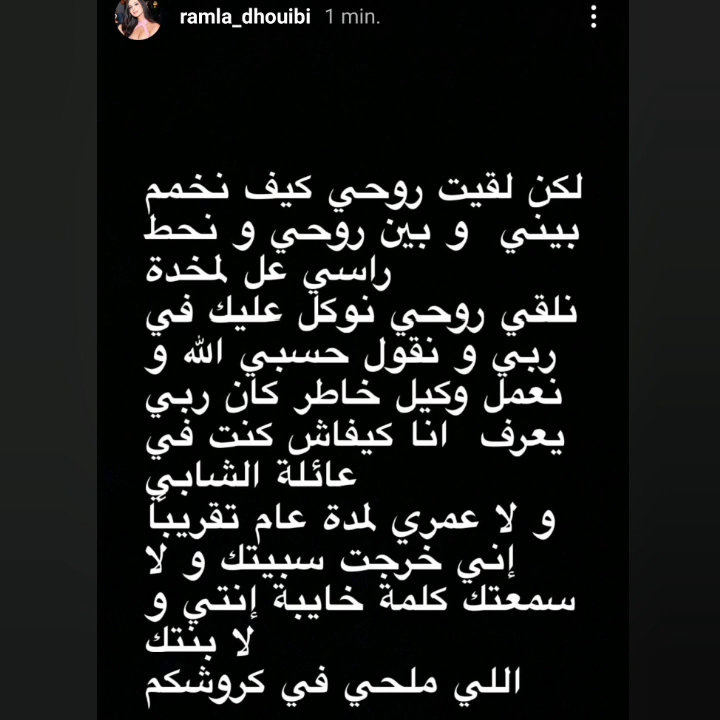 ramla_dhouibi 1 min.
لكن لقيت روحي كيف نخمم
بيني و بين روحي و نحط
راسي عل لمخدة
نلقي روحي نوكل عليك في
ربي و نقول حسبي الله و
نعمل وكيل خاطر كان ربي
يعرف انا كيفاش كنت في
عائلة الشابي
و لا عمري لمدة عام تقريباً
إني خرجت سبيتك و لا
سمعتك كلمة خايبة إنتي و
لا بنتك
اللي ملحي في كروشكم